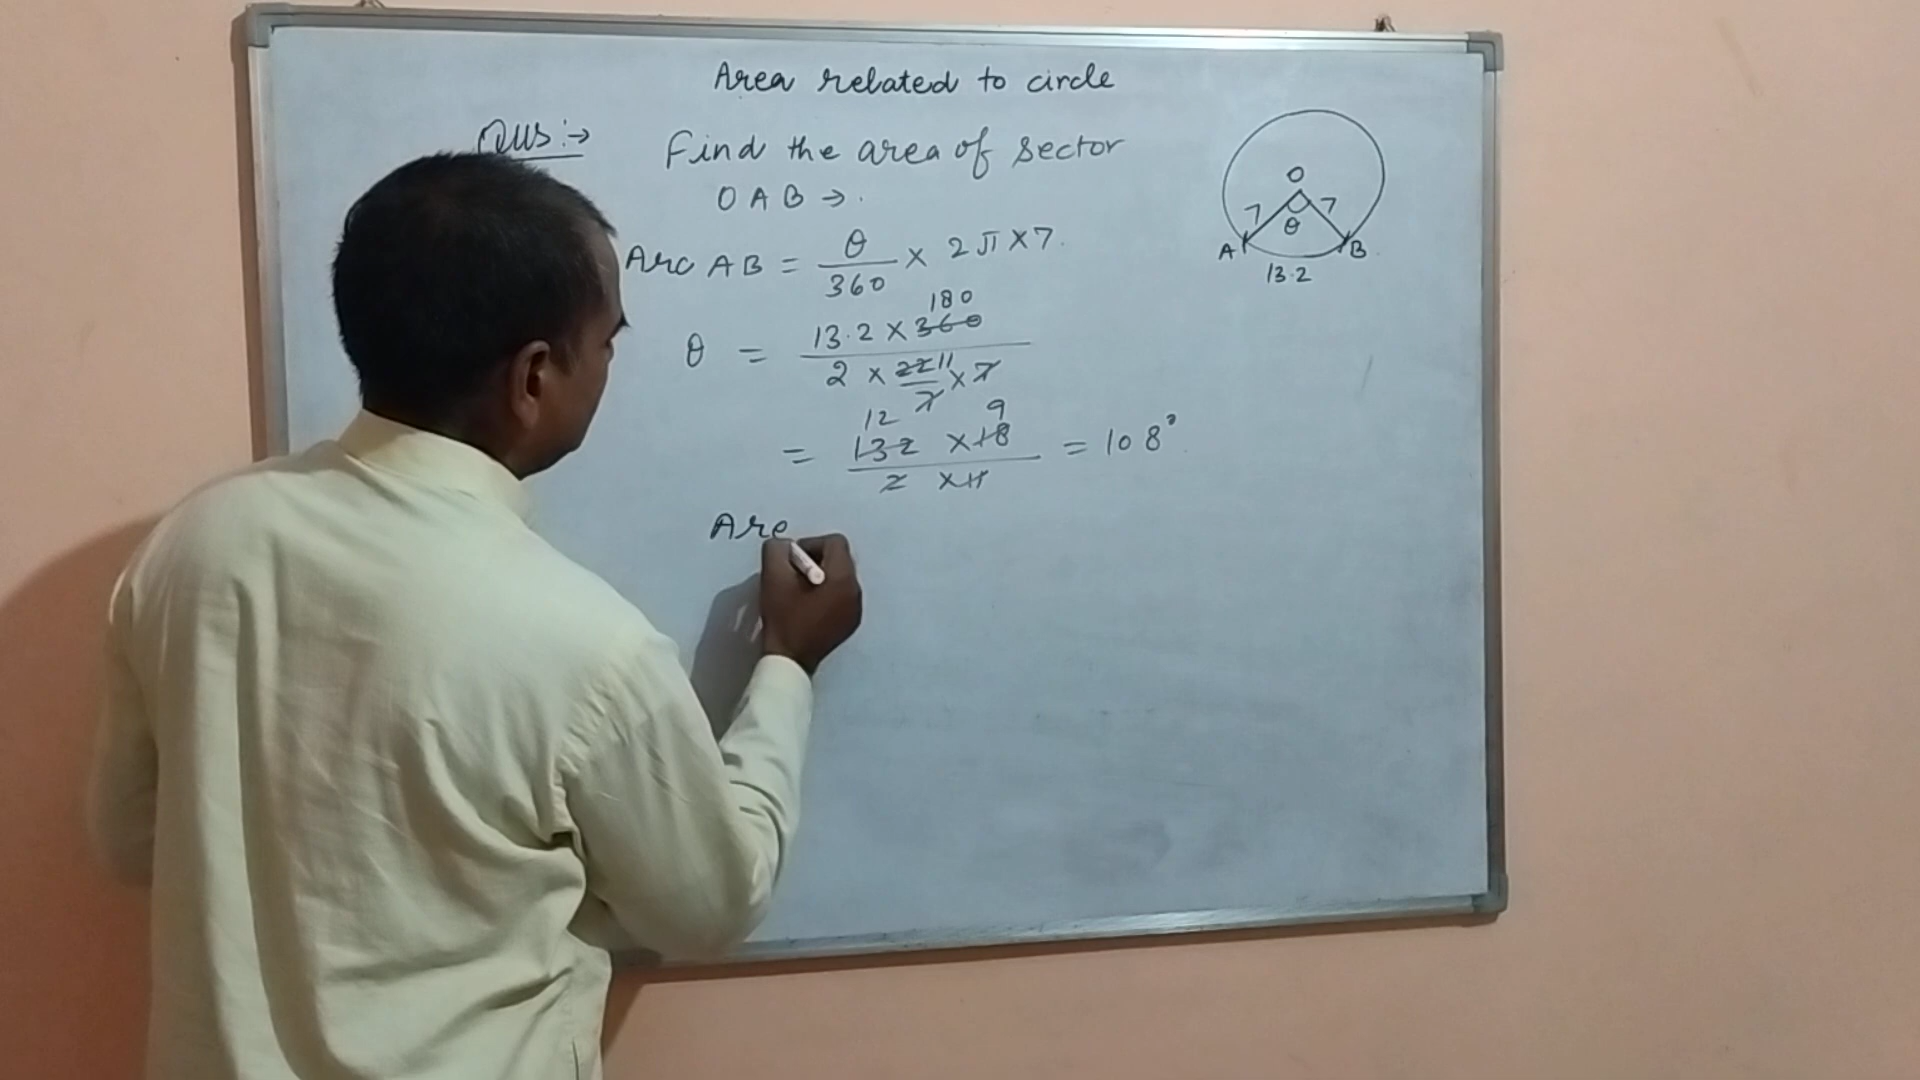 Area related to circle
Qus :→ Find the area of sector
O A B → .
Arc AB = θ/360 × 2π × 7.
θ = 13.2 × 360 180 / 2 × 22 11/7 × 7
= 132 12 × 18 9 / 2 × 11 = 108°
Are
O
7 7
θ
A B
13.2